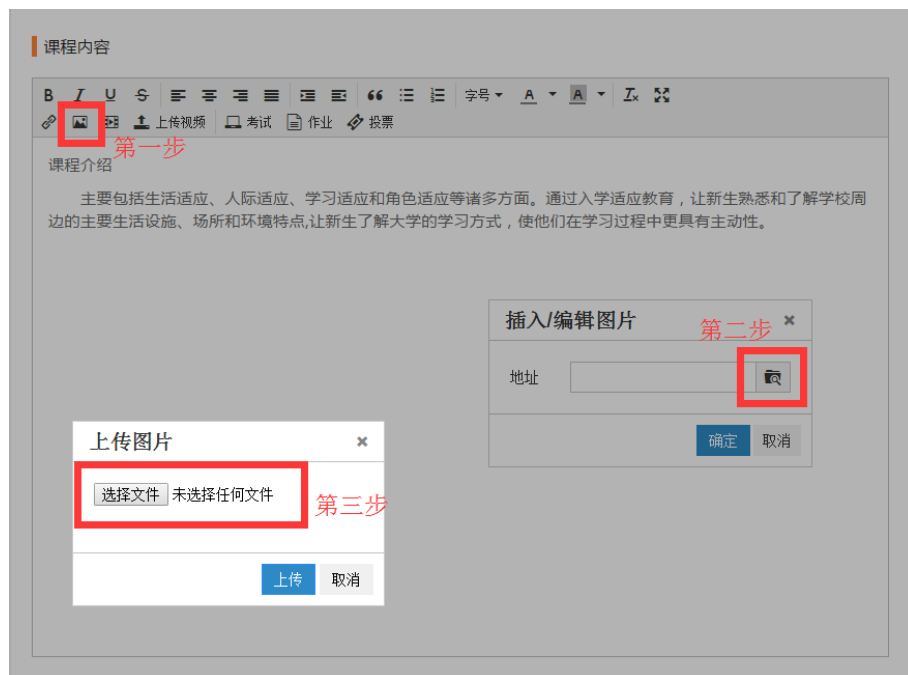 课程内容
B I U S 字号 A A Ix
上传视频 考试 作业 投票
第一步
课程介绍
主要包括生活适应、人际适应、学习适应和角色适应等诸多方面。通过入学适应教育，让新生熟悉和了解学校周
边的主要生活设施、场所和环境特点,让新生了解大学的学习方式，使他们在学习过程中更具有主动性。
插入/编辑图片 ×
第二步
地址
确定 取消
上传图片 ×
选择文件 未选择任何文件
第三步
上传 取消